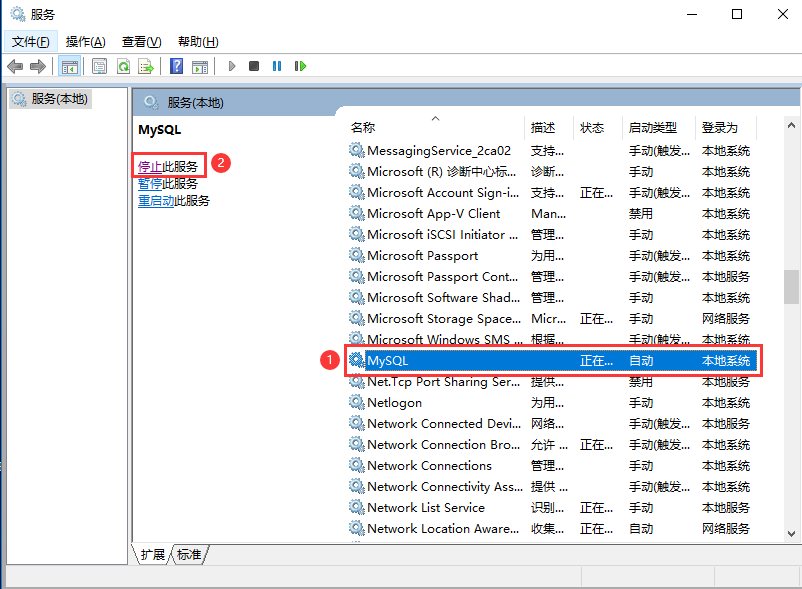 服务
文件(F) 操作(A) 查看(V) 帮助(H)
服务(本地)
服务(本地)
MySQL
停止此服务 2
暂停此服务
重启动此服务
名称 描述 状态 启动类型 登录为
MessagingService_2ca02 支持... 手动(触发... 本地系统
Microsoft (R) 诊断中心标... 诊断... 手动 本地系统
Microsoft Account Sign-i... 支持... 正在... 手动(触发... 本地系统
Microsoft App-V Client Man... 禁用 本地系统
Microsoft iSCSI Initiator ... 管理... 手动 本地系统
Microsoft Passport 为用... 手动(触发... 本地系统
Microsoft Passport Cont... 管理... 手动(触发... 本地服务
Microsoft Software Shad... 管理... 手动 本地系统
Microsoft Storage Space... Micr... 正在... 手动 网络服务
Microsoft Windows SMS ... 根据... 手动(触发... 本地系统
1 MySQL 正在... 自动 本地系统
Net.Tcp Port Sharing Ser... 提供... 禁用 本地服务
Netlogon 为用... 手动 本地系统
Network Connected Devi... 网络... 手动(触发... 本地服务
Network Connection Bro... 允许 ... 正在... 手动(触发... 本地系统
Network Connections 管理... 手动 本地系统
Network Connectivity Ass... 提供 ... 手动(触发... 本地系统
Network List Service 识别... 正在... 手动 本地服务
Network Location Aware... 收集... 正在... 自动 网络服务
扩展 标准